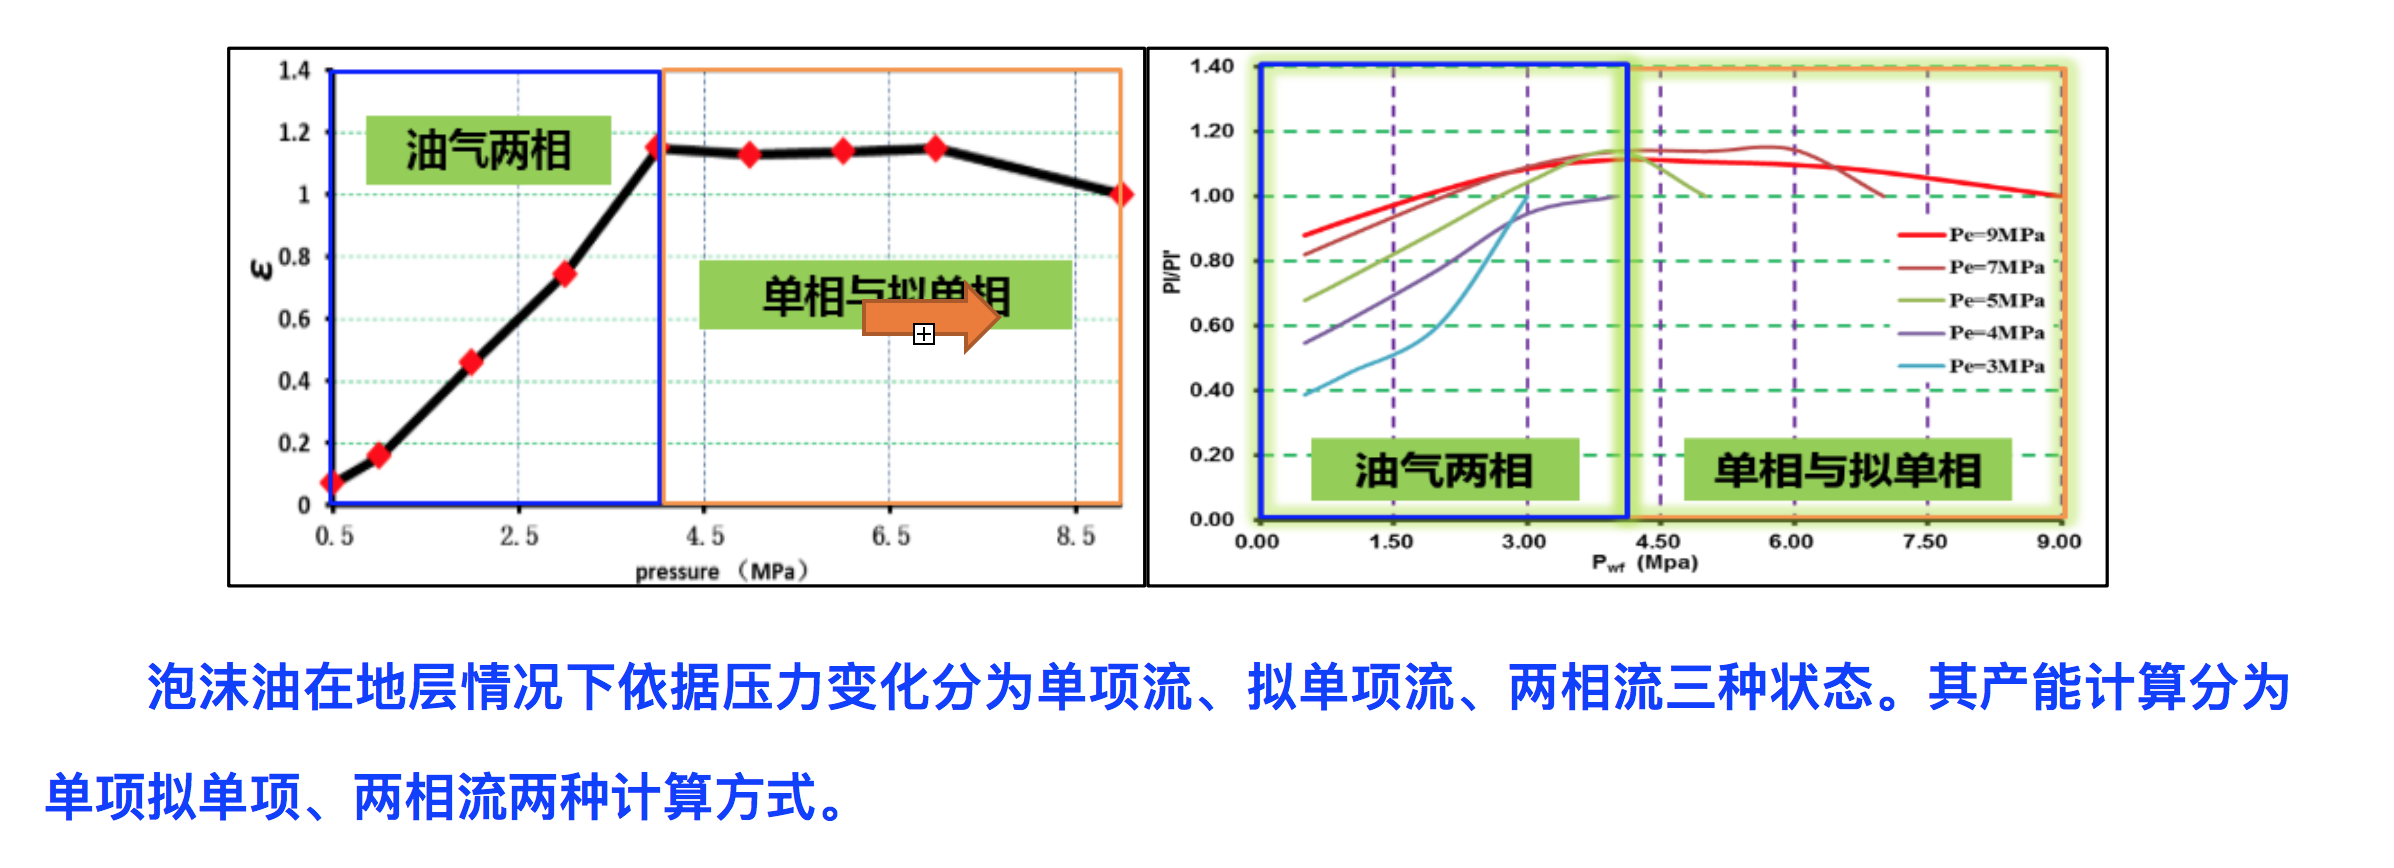 1.4
1.2
1
0.8
0.6
0.4
0.2
0
ε
油气两相
单相与拟单相
0.5 2.5 4.5 6.5 8.5
pressure （MPa）
1.40
1.20
1.00
0.80
0.60
0.40
0.20
0.00
PI/PI'
Pe=9MPa
Pe=7MPa
Pe=5MPa
Pe=4MPa
Pe=3MPa
油气两相 单相与拟单相
0.00 1.50 3.00 4.50 6.00 7.50 9.00
Pwf (Mpa)
泡沫油在地层情况下依据压力变化分为单项流、拟单项流、两相流三种状态。其产能计算分为
单项拟单项、两相流两种计算方式。